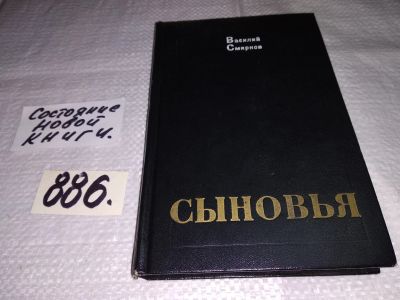 Василий
Смирнов
СЫНОВЬЯ
Состояние
новой
книги.
886.